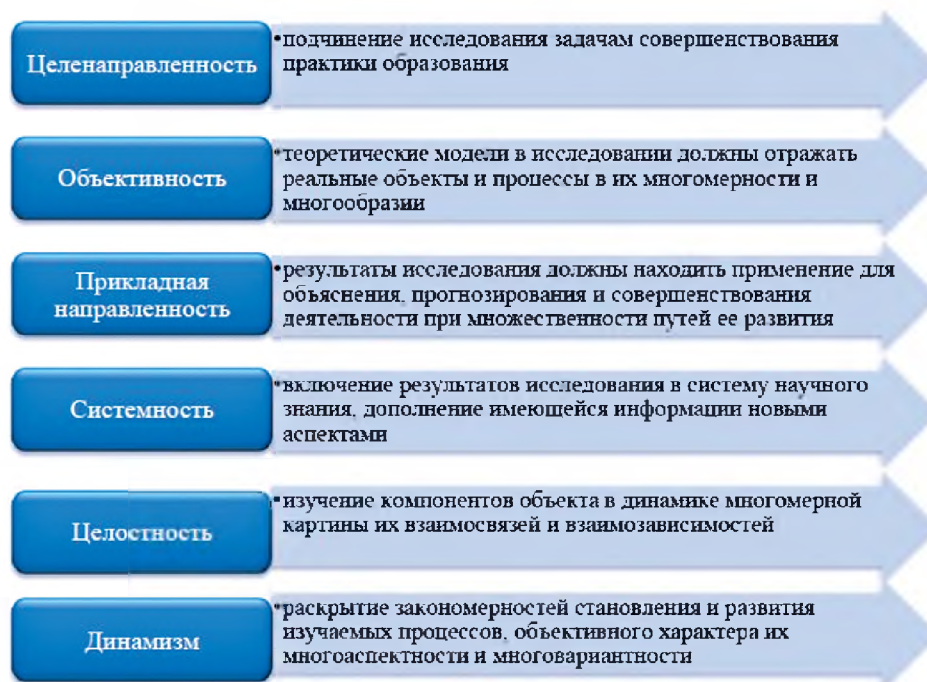 Целенаправленность
•подчинение исследования задачам совершенствования
практики образования
Объективность
•теоретические модели в исследовании должны отражать
реальные объекты и процессы в их многомерности и
многообразии
Прикладная
направленность
•результаты исследования должны находить применение для
объяснения, прогнозирования и совершенствования
деятельности при множественности путей ее развития
Системность
•включение результатов исследования в систему научного
знания, дополнение имеющейся информации новыми
аспектами
Целостность
•изучение компонентов объекта в динамике многомерной
картины их взаимосвязей и взаимозависимостей
Динамизм
•раскрытие закономерностей становления и развития
изучаемых процессов, объективного характера их
многоаспектности и многовариантности